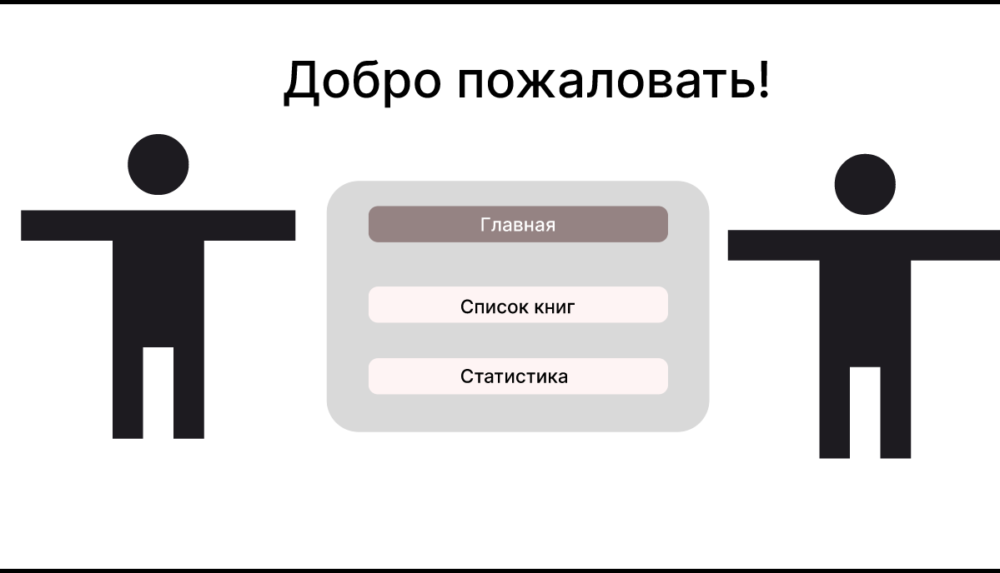 Добро пожаловать!
Главная
Список книг
Статистика